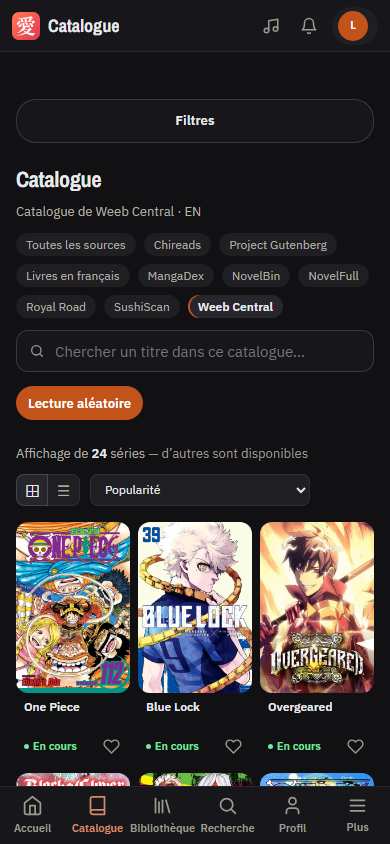 愛 Catalogue L
Filtres
Catalogue
Catalogue de Weeb Central · EN
Toutes les sources Chireads Project Gutenberg
Livres en français MangaDex NovelBin NovelFull
Royal Road SushiScan Weeb Central
Chercher un titre dans ce catalogue...
Lecture aléatoire
Affichage de 24 séries — d'autres sont disponibles
Popularité
ONE PIECE
112
39
BLUELOCK
OVERGEARED
One Piece Blue Lock Overgeared
En cours En cours En cours
Accueil Catalogue Bibliothèque Recherche Profil Plus